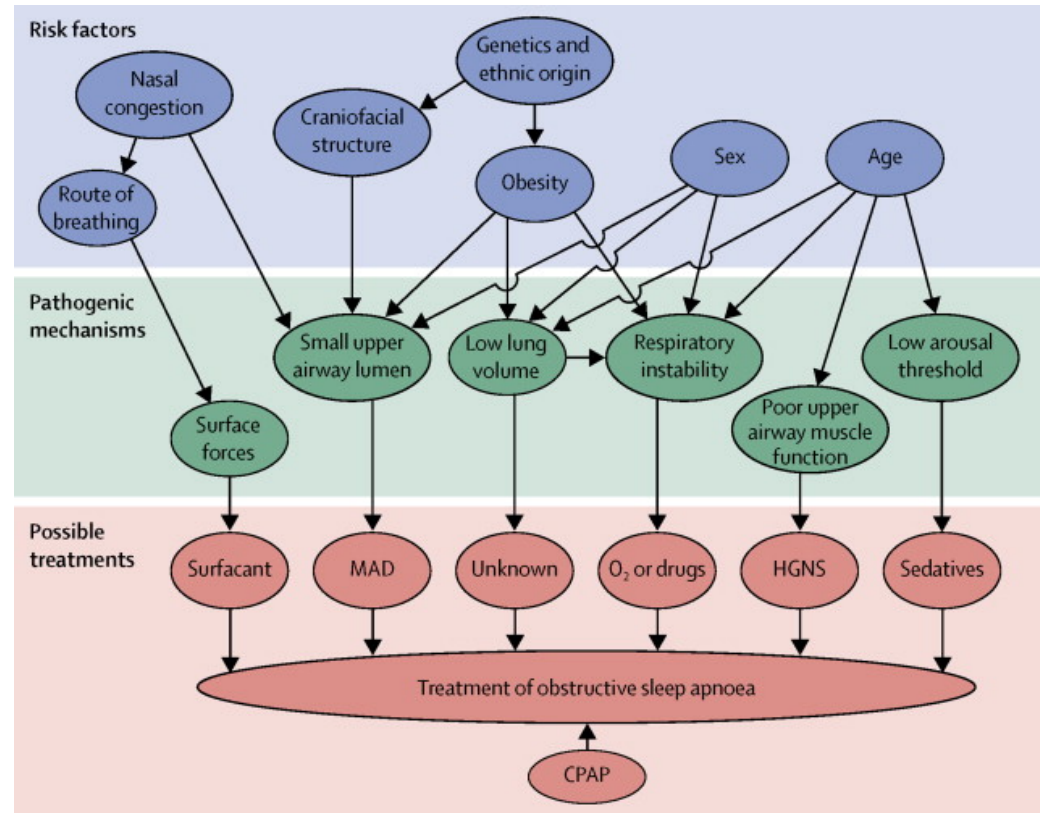 Risk factors
Genetics and
ethnic origin
Nasal
congestion
Craniofacial
structure
Sex
Age
Obesity
Route of
breathing
Pathogenic
mechanisms
Small upper
airway lumen
Low lung
volume
Respiratory
instability
Low arousal
threshold
Poor upper
airway muscle
function
Surface
forces
Possible
treatments
Surfacant
MAD
Unknown
O₂ or drugs
HGNS
Sedatives
Treatment of obstructive sleep apnoea
CPAP